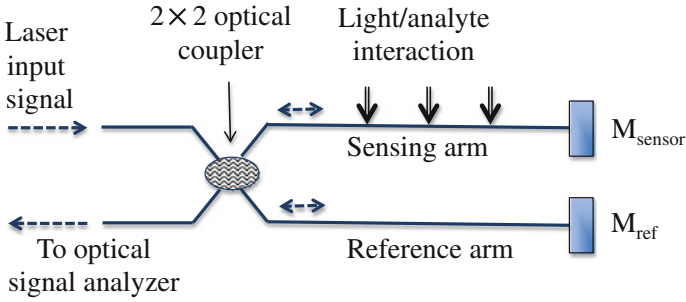 Laser
input
signal
2 × 2 optical
coupler
Light/analyte
interaction
Sensing arm
M_sensor
Reference arm
M_ref
To optical
signal analyzer